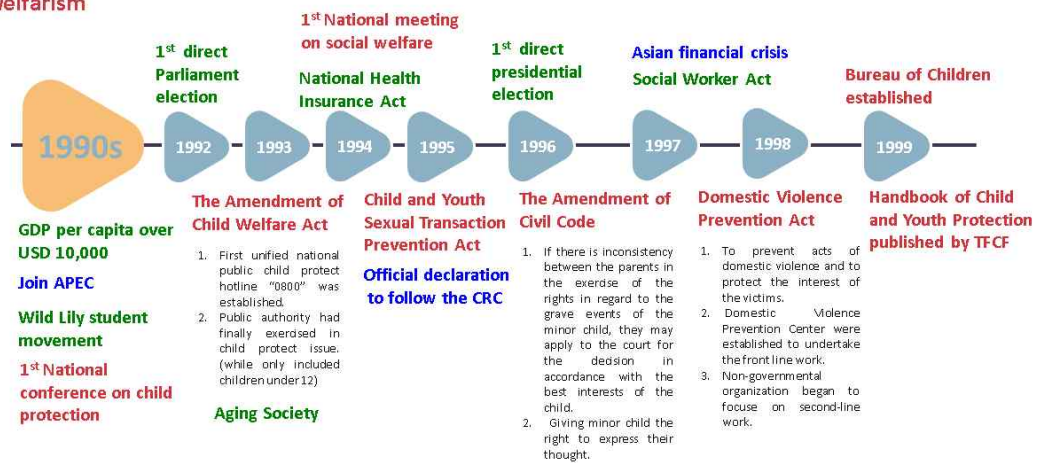 elfarism
1st National meeting
on social welfare
1st direct
Parliament
election
National Health
Insurance Act
1st direct
presidential
election
Asian financial crisis
Social Worker Act
Bureau of Children
established
1990s
1992
1993
1994
1995
1996
1997
1998
1999
GDP per capita over
USD 10,000
Join APEC
Wild Lily student
movement
1st National
conference on child
protection
The Amendment of
Child Welfare Act
1. First unified national
public child protect
hotline "0800" was
established.
2. Public authority had
finally exercised in
child protect issue.
(while only included
children under 12)
Aging Society
Child and Youth
Sexual Transaction
Prevention Act
Official declaration
to follow the CRC
The Amendment of
Civil Code
1. If there is inconsistency
between the parents in
the exercise of the
rights in regard to the
grave events of the
minor child, they may
apply to the court for
the decision in
accordance with the
best interests of the
child.
2. Giving minor child the
right to express their
thought.
Domestic Violence
Prevention Act
1. To prevent acts of
domestic violence and to
protect the interest of
the victims.
2. Domestic Violence
Prevention Center were
established to undertake
the front line work.
3. Non-governmental
organization began to
focus on second-line
work.
Handbook of Child
and Youth Protection
published by TFCF